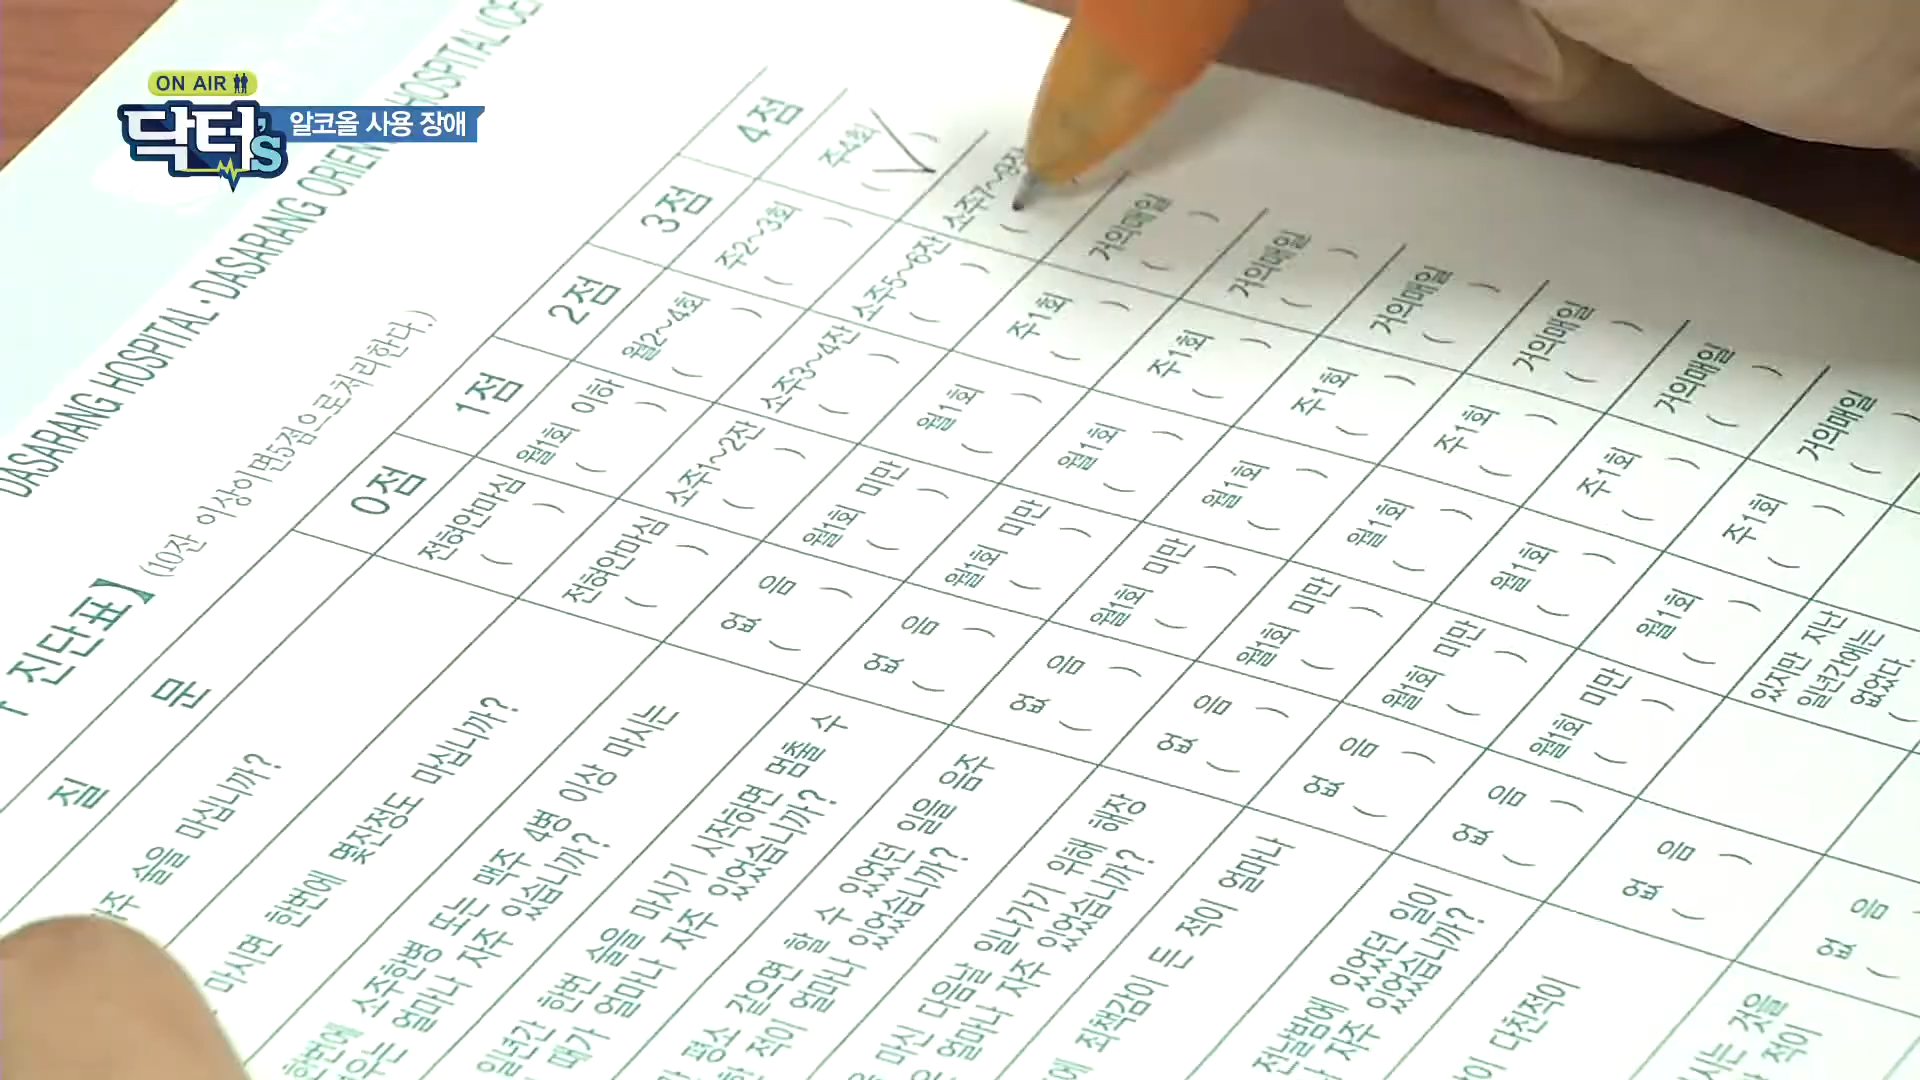 ON AIR
닥터's 알코올 사용 장애
DASARANG HOSPITAL · DASARANG ORIEN HOSPITAL (CE
진단표】 (10잔 이상이면5점으로처리한다.)
질 문 0점 1점 2점 3점 4점
술을 마십니까? 전혀안마심 ( ) 월1회 이하 ( ) 월2~4회 ( ) 주2~3회 ( ) 주4회 ( )
마시면 한번에 몇잔정도 마십니까? 전혀안마심 ( ) 소주1~2잔 ( ) 소주3~4잔 ( ) 소주5~6잔 ( ) 소주7~9잔 (
한번에 소주한병 또는 맥주 4병 이상 마시는
얼마나 자주 있습니까?
없 음 ( ) 월1회 미만 ( ) 월1회 ( ) 주1회 ( ) 거의매일 ( )
일년간 한번 술을 마시기 시작하면 멈출 수
때가 얼마나 자주 있었습니까?
없 음 ( ) 월1회 미만 ( ) 월1회 ( ) 주1회 ( ) 거의매일 ( )
평소 같으면 할 수 있었던 일을 음주
적이 얼마나 있었습니까?
없 음 ( ) 월1회 미만 ( ) 월1회 ( ) 주1회 ( ) 거의매일 ( )
마신 다음날 일나가기 위해 해장
얼마나 자주 있었습니까?
없 음 ( ) 월1회 미만 ( ) 월1회 ( ) 주1회 ( ) 거의매일 ( )
죄책감이 든 적이 얼마나
없 음 ( ) 월1회 미만 ( ) 월1회 ( ) 주1회 ( ) 거의매일 ( )
전날밤에 있었던 일이
자주 있었습니까?
없 음 ( ) 월1회 미만 ( ) 월1회 ( ) 주1회 ( ) 거의매일 ( )
다친적이
없 음 ( ) 있지만 지난
일년간에는
없었다.
(
것을
적이
없 음 (